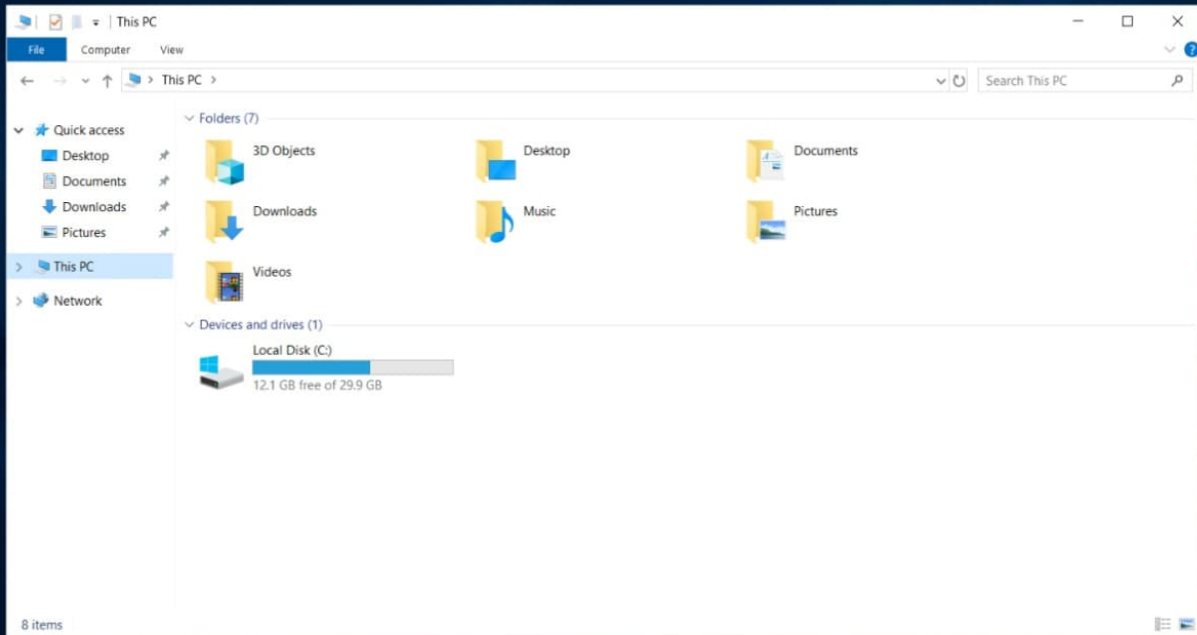 This PC
File Computer View
This PC
Search This PC
Quick access
Desktop
Documents
Downloads
Pictures
This PC
Network
Folders (7)
3D Objects
Desktop
Documents
Downloads
Music
Pictures
Videos
Devices and drives (1)
Local Disk (C:)
12.1 GB free of 29.9 GB
8 items